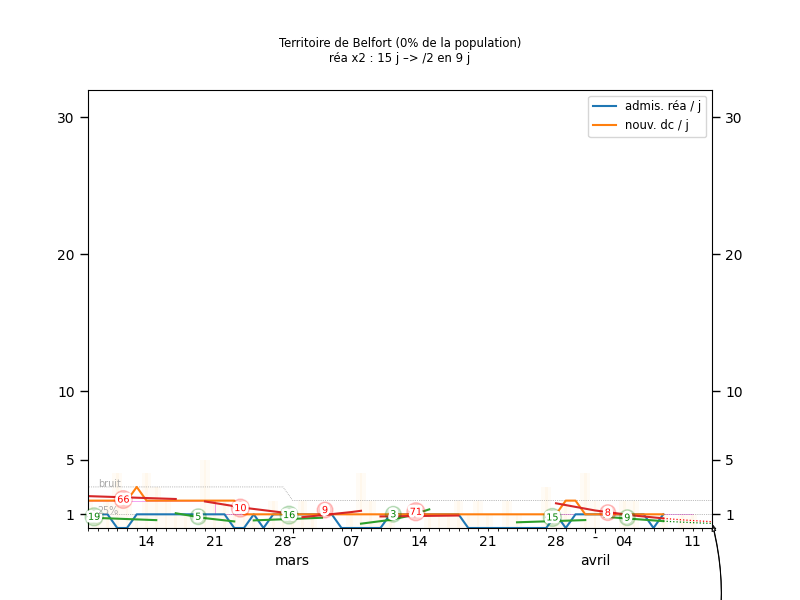 Territoire de Belfort (0% de la population)
réa x2 : 15 j –> /2 en 9 j
admis. réa / j
nouv. dc / j
30 30
20 20
10 10
5 5
1 1
bruit
25%
66
19
5
10
16
9
3
71
15
8
9
14 21 28 07 14 21 28 04 11
mars avril